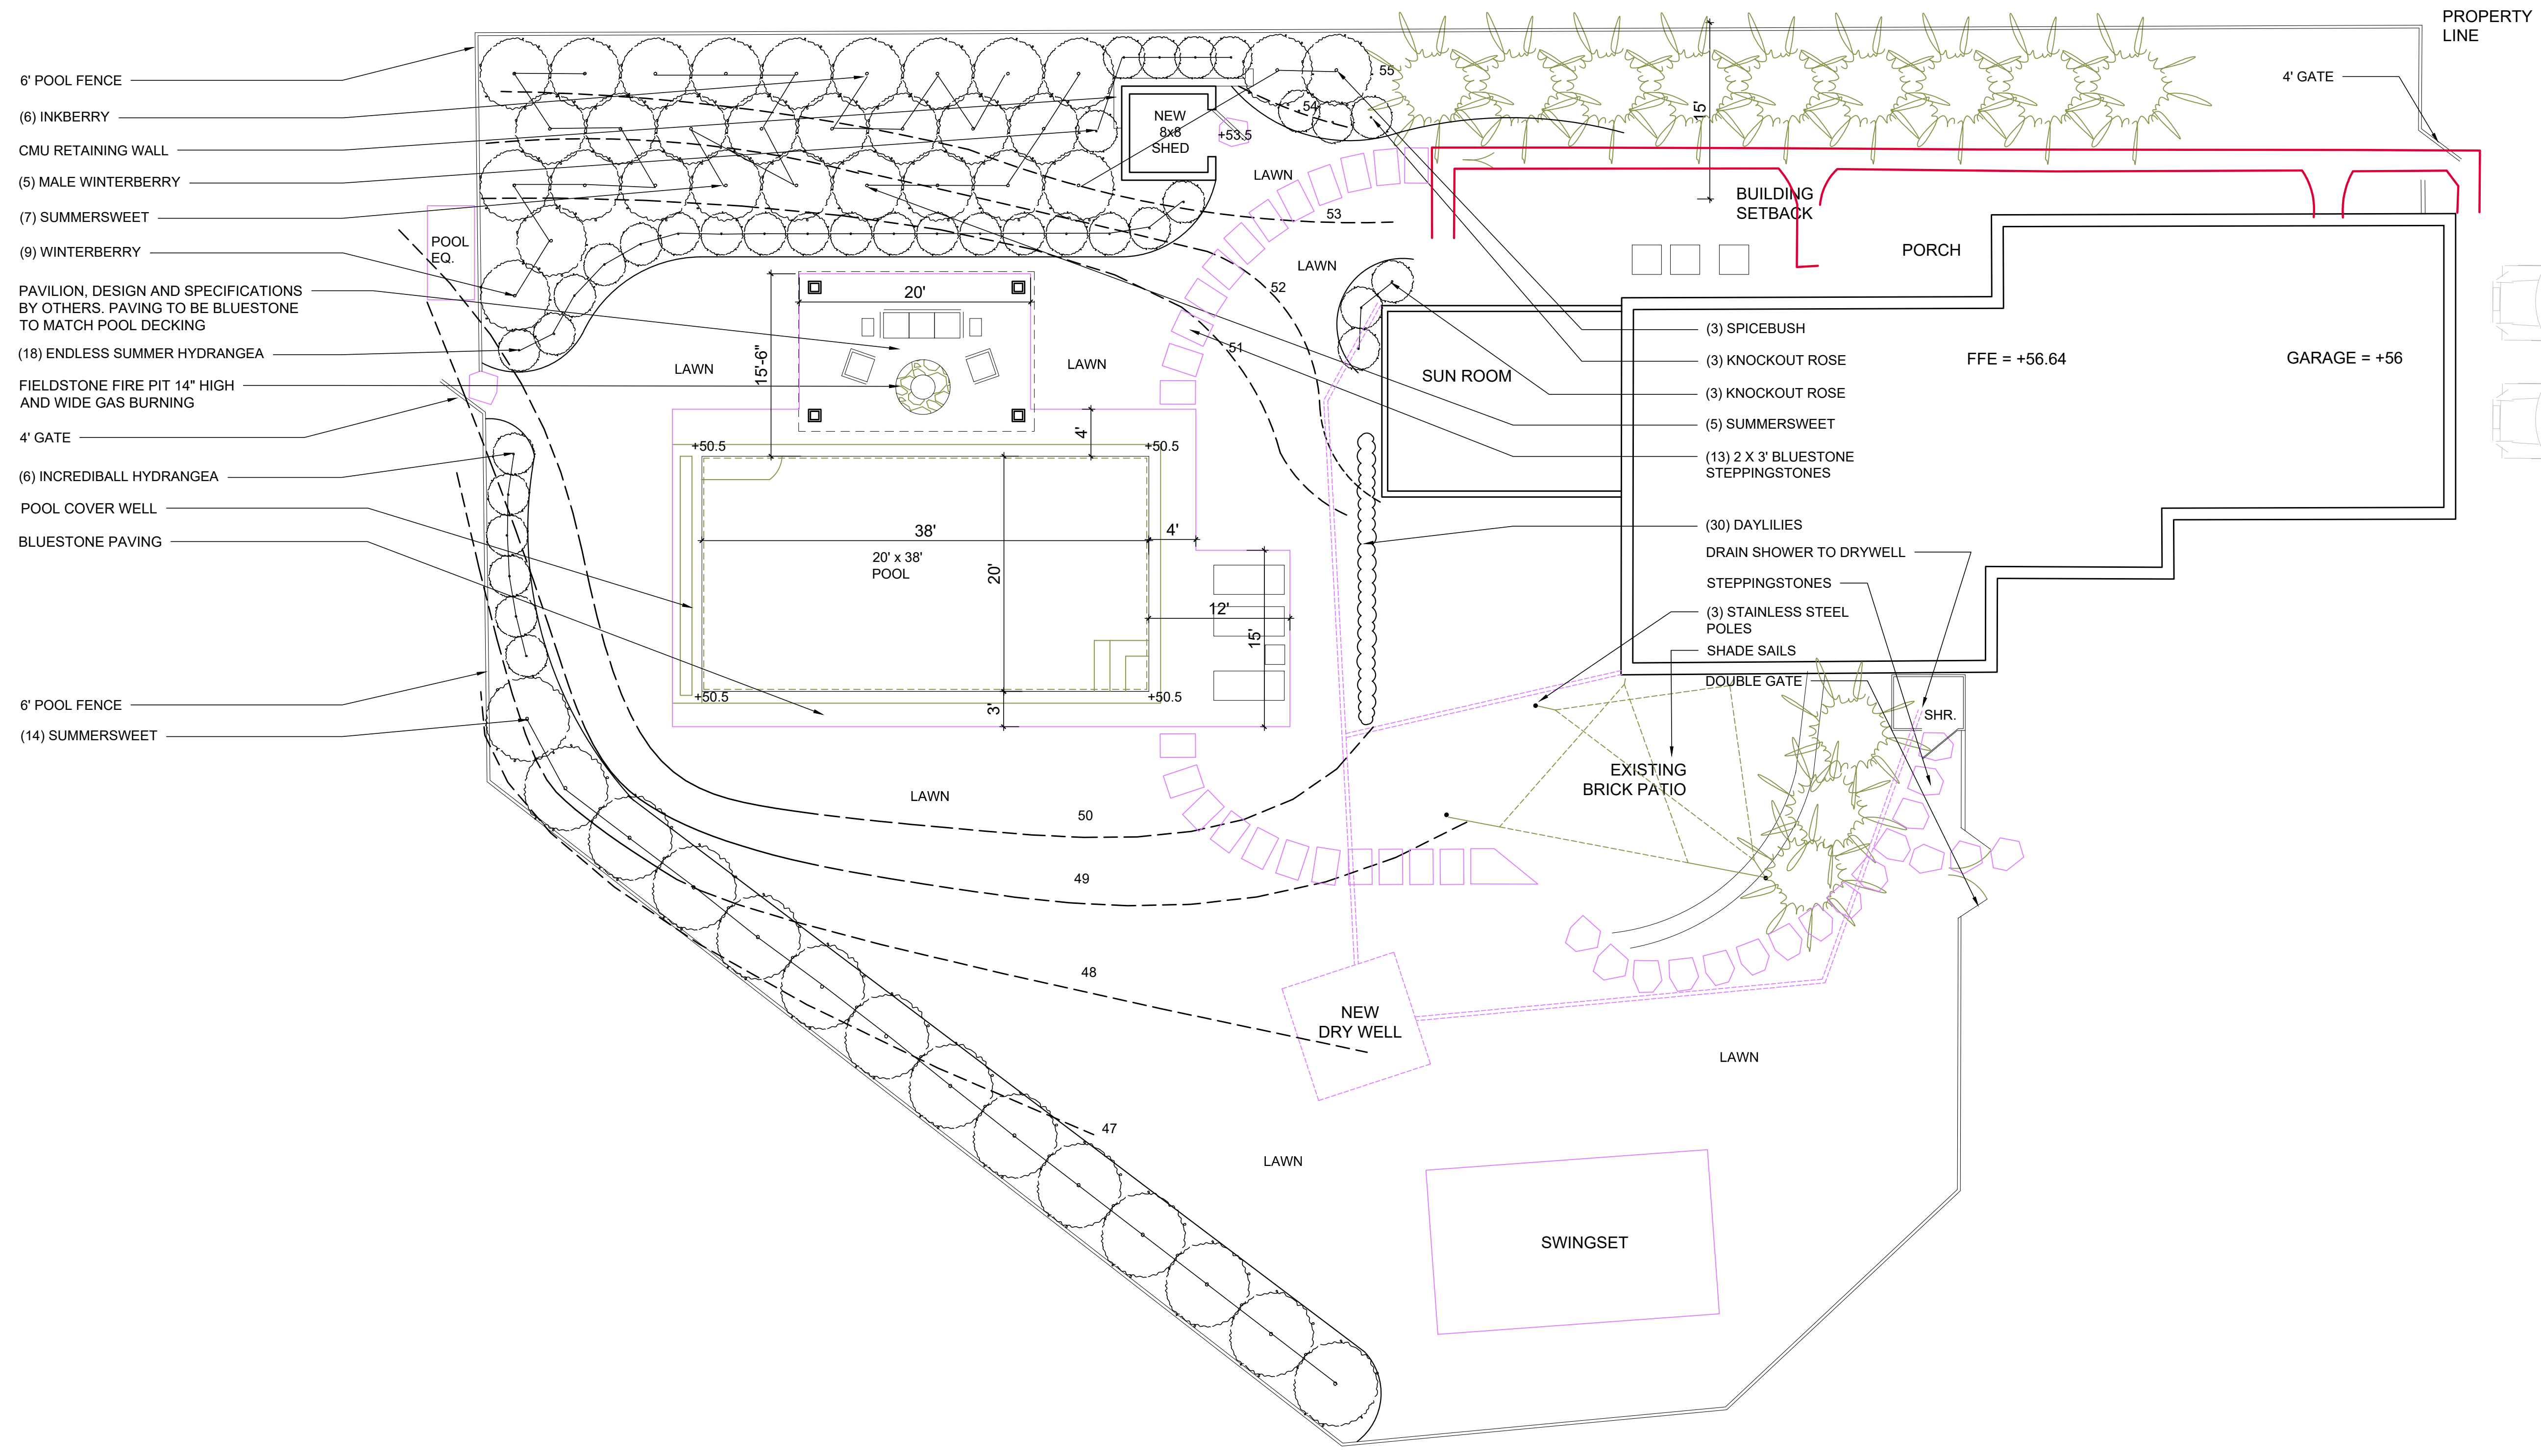 PROPERTY
LINE
6' POOL FENCE
(6) INKBERRY
CMU RETAINING WALL
(5) MALE WINTERBERRY
(7) SUMMERSWEET
(9) WINTERBERRY
PAVILION, DESIGN AND SPECIFICATIONS
BY OTHERS. PAVING TO BE BLUESTONE
TO MATCH POOL DECKING
(18) ENDLESS SUMMER HYDRANGEA
FIELDSTONE FIRE PIT 14" HIGH
AND WIDE GAS BURNING
4' GATE
(6) INCREDIBALL HYDRANGEA
POOL COVER WELL
BLUESTONE PAVING
6' POOL FENCE
(14) SUMMERSWEET
POOL
EQ.
NEW
8x8
SHED
+53.5
55
54
53
52
51
LAWN
LAWN
LAWN
LAWN
20'
15'-6"
4'
+50.5
+50.5
38'
20' x 38'
POOL
20'
4'
12'
15'
3'
+50.5
+50.5
LAWN
50
49
48
47
15'
BUILDING
SETBACK
PORCH
4' GATE
SUN ROOM
FFE = +56.64
GARAGE = +56
(3) SPICEBUSH
(3) KNOCKOUT ROSE
(3) KNOCKOUT ROSE
(5) SUMMERSWEET
(13) 2 X 3' BLUESTONE
STEPPINGSTONES
(30) DAYLILIES
DRAIN SHOWER TO DRYWELL
STEPPINGSTONES
(3) STAINLESS STEEL
POLES
SHADE SAILS
DOUBLE GATE
SHR.
EXISTING
BRICK PATIO
NEW
DRY WELL
LAWN
LAWN
SWINGSET